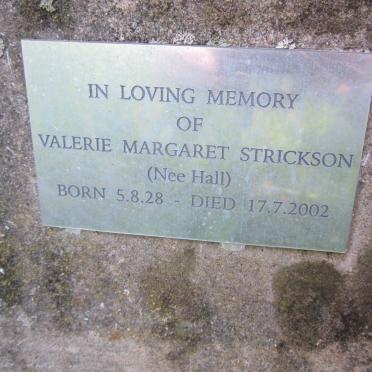 IN LOVING MEMORY
OF
VALERIE MARGARET STRICKSON
(Nee Hall)
BORN 5.8.28 - DIED 17.7.2002